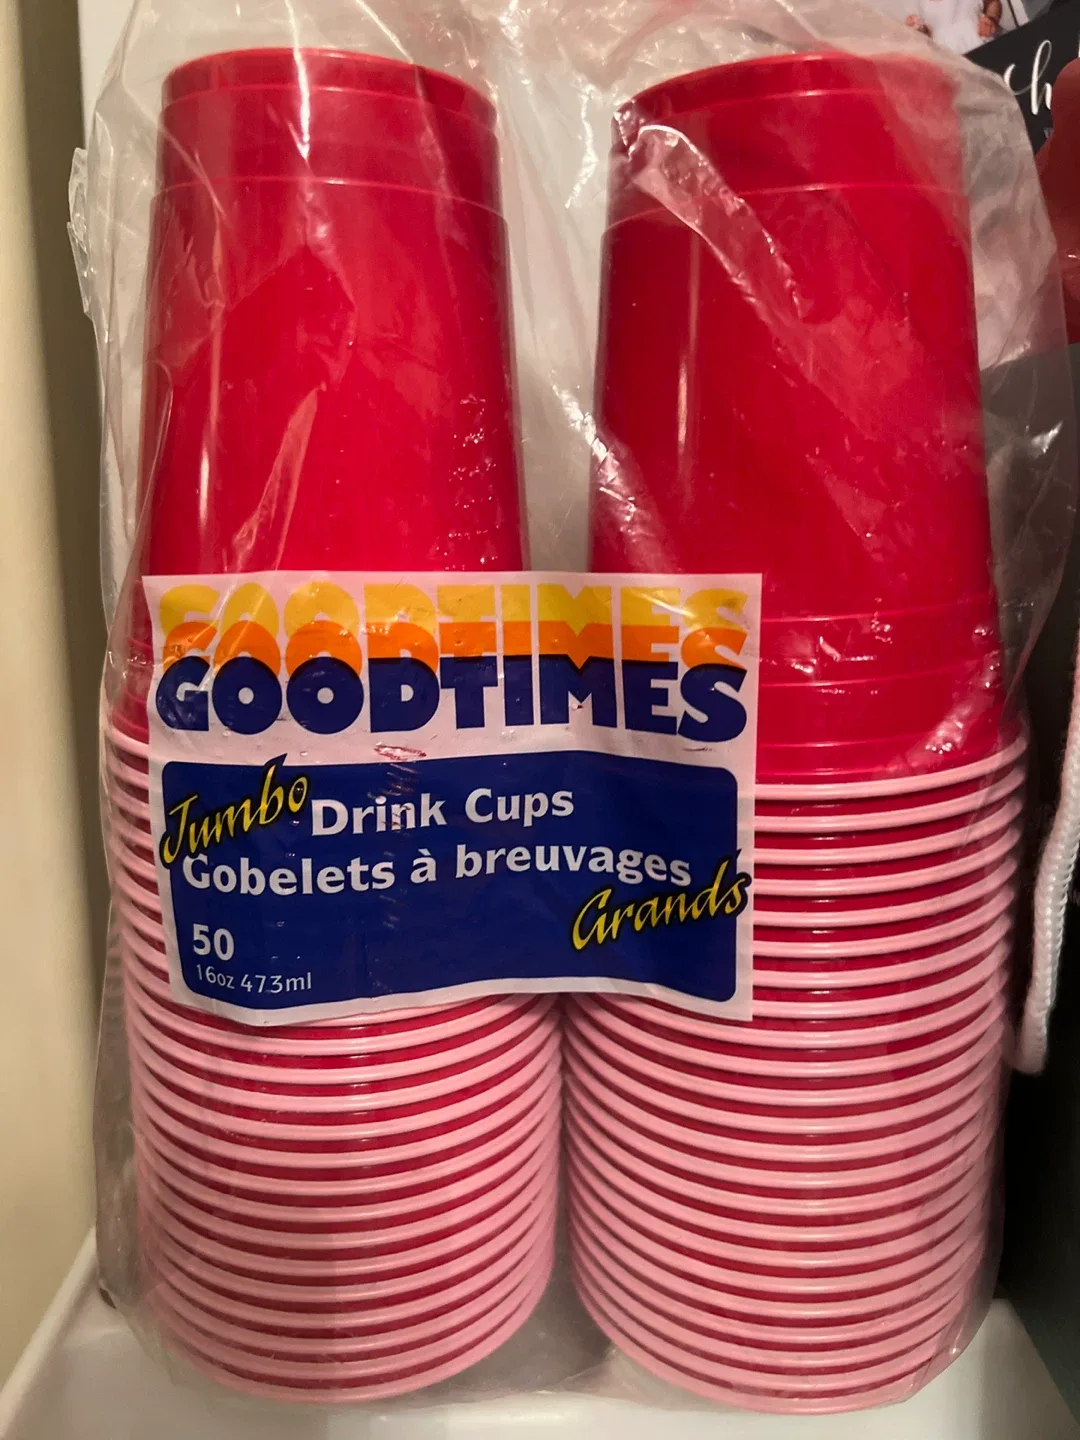 GOODTIMES
GOODTIMES
GOODTIMES
Jumbo Drink Cups
Gobelets à breuvages
Grands
50
16oz 473ml